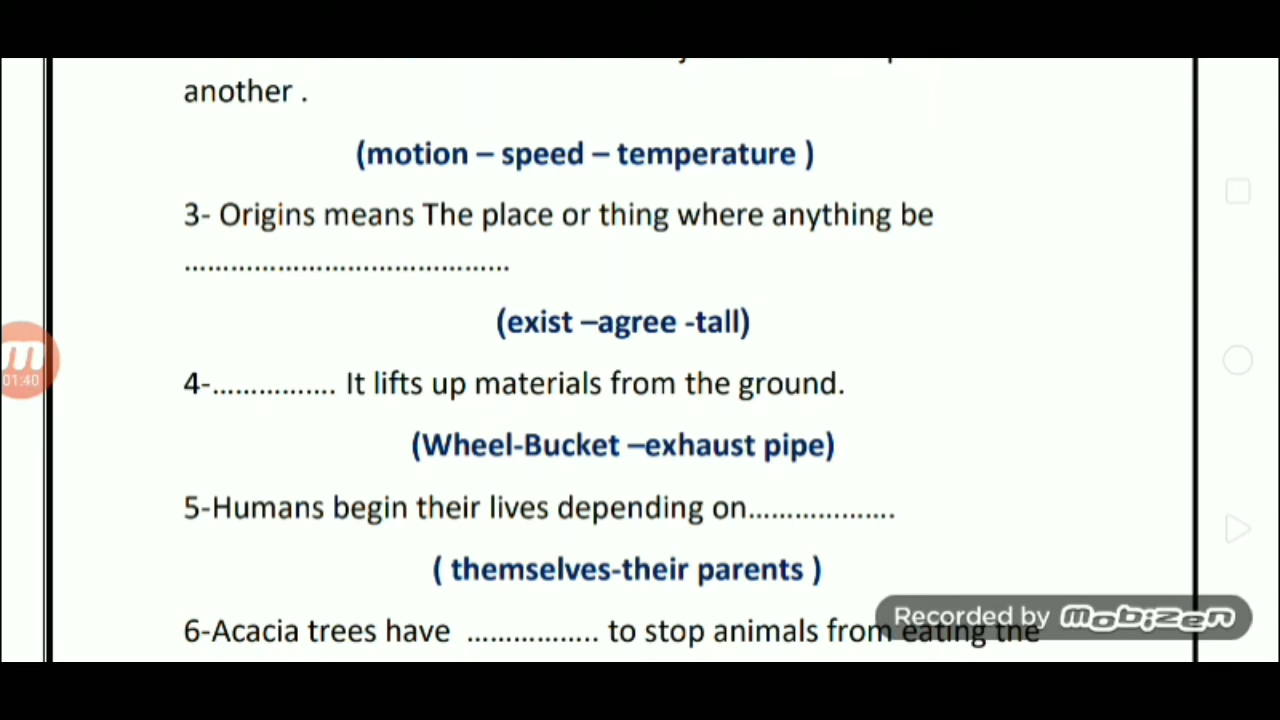 another .
(motion – speed – temperature )
3- Origins means The place or thing where anything be
..........................................
(exist –agree -tall)
4-................ It lifts up materials from the ground.
(Wheel-Bucket –exhaust pipe)
01:40
5-Humans begin their lives depending on...................
( themselves-their parents )
Recorded by mobizen
6-Acacia trees have ................. to stop animals from eating the